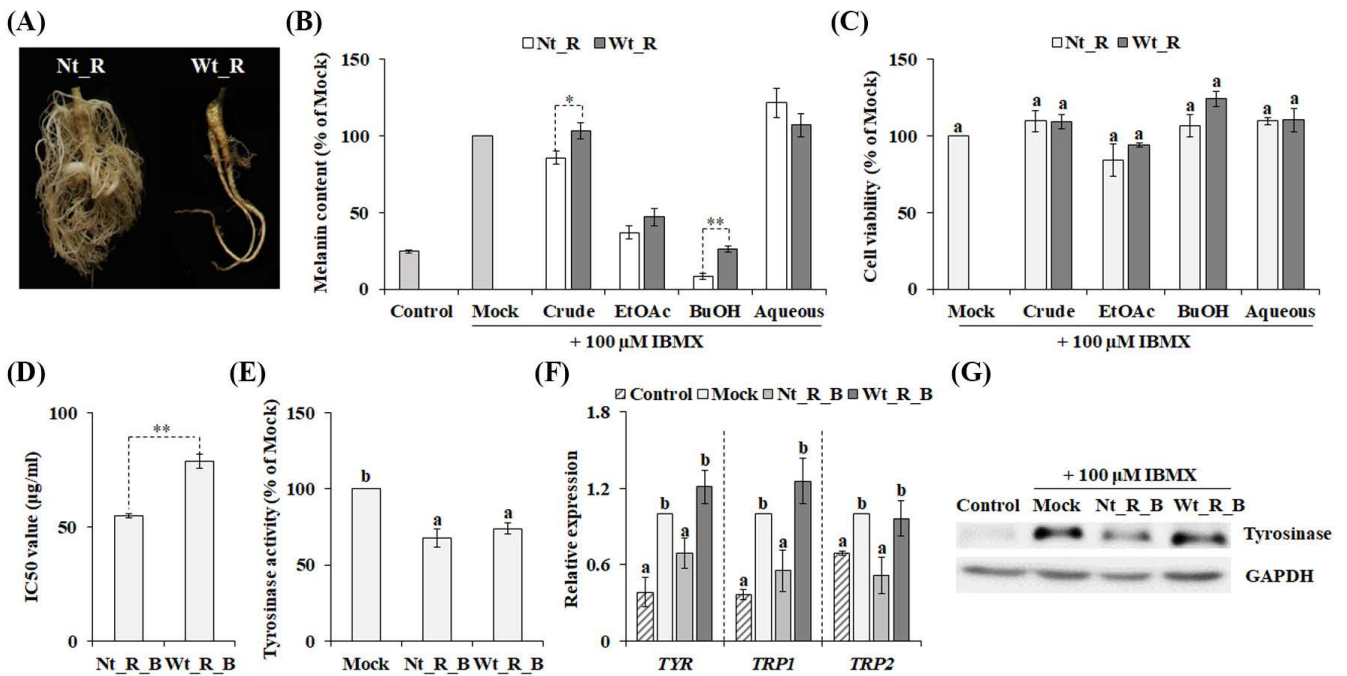 (A)
Nt_R
Wt_R
(B)
Nt_R
Wt_R
Melanin content (% of Mock)
150
100
50
0
*
**
Control
Mock
Crude
EtOAc
BuOH
Aqueous
+ 100 µM IBMX
(C)
Nt_R
Wt_R
Cell viability (% of Mock)
150
100
50
0
a
a
a
a
a
a
a
a
a
Mock
Crude
EtOAc
BuOH
Aqueous
+ 100 µM IBMX
(D)
IC50 value (µg/ml)
100
50
0
**
Nt_R_B
Wt_R_B
(E)
Tyrosinase activity (% of Mock)
150
100
50
0
b
a
a
Mock
Nt_R_B
Wt_R_B
(F)
Control
Mock
Nt_R_B
Wt_R_B
Relative expression
1.8
1.2
0.6
0
a
b
a
b
a
b
a
b
a
b
a
b
TYR
TRP1
TRP2
(G)
+ 100 µM IBMX
Control
Mock
Nt_R_B
Wt_R_B
Tyrosinase
GAPDH